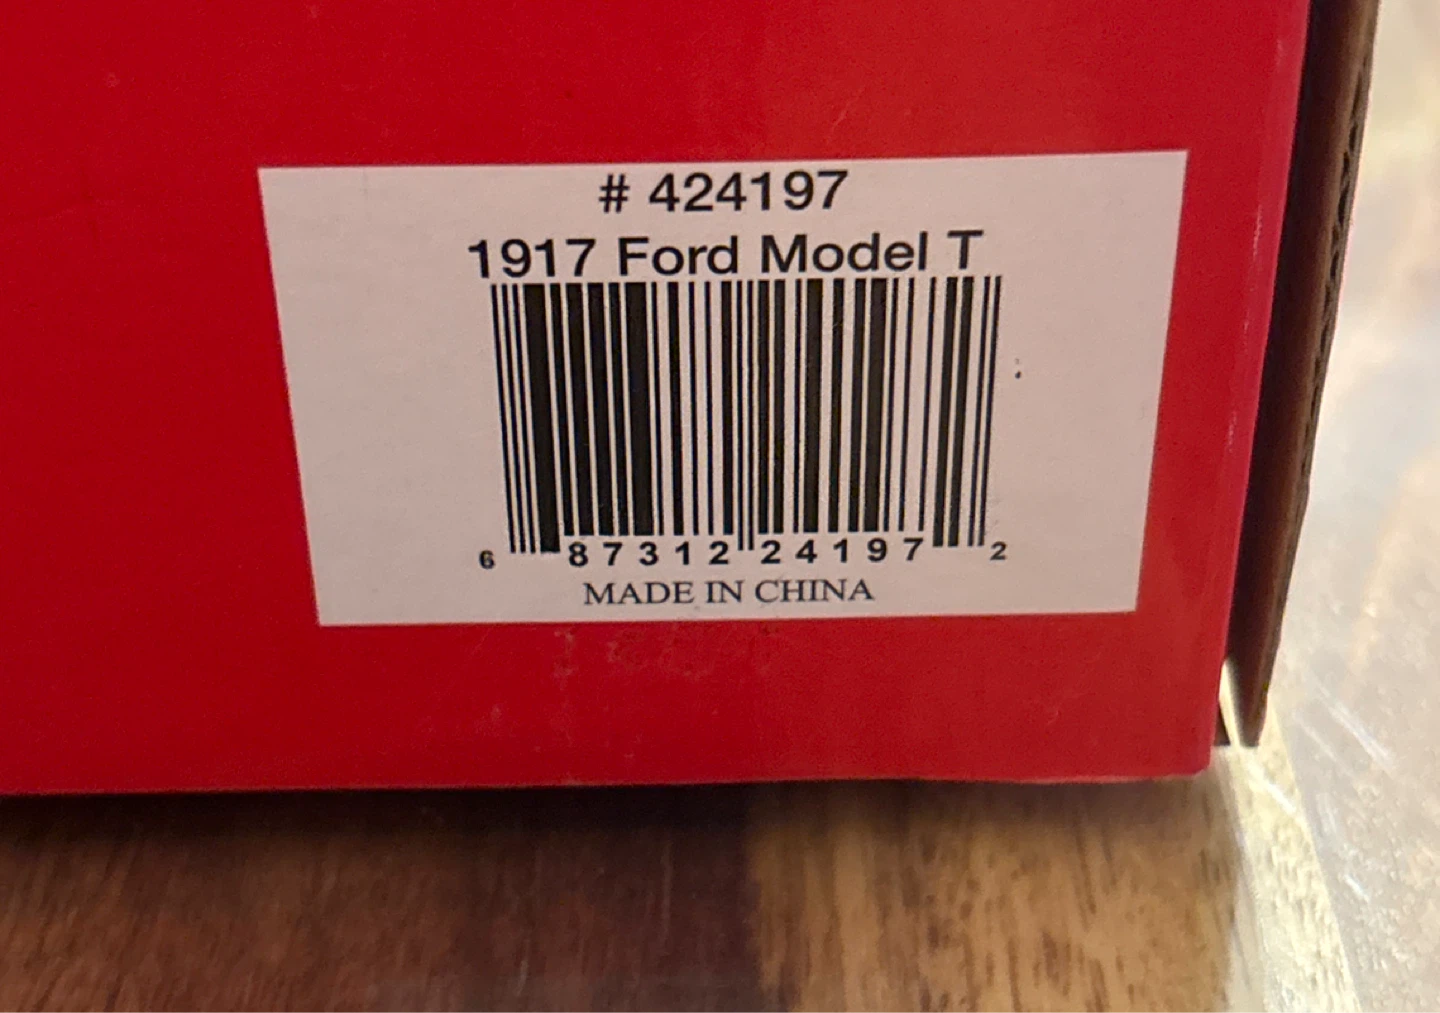 # 424197
1917 Ford Model T
6 87312 24197 2
MADE IN CHINA